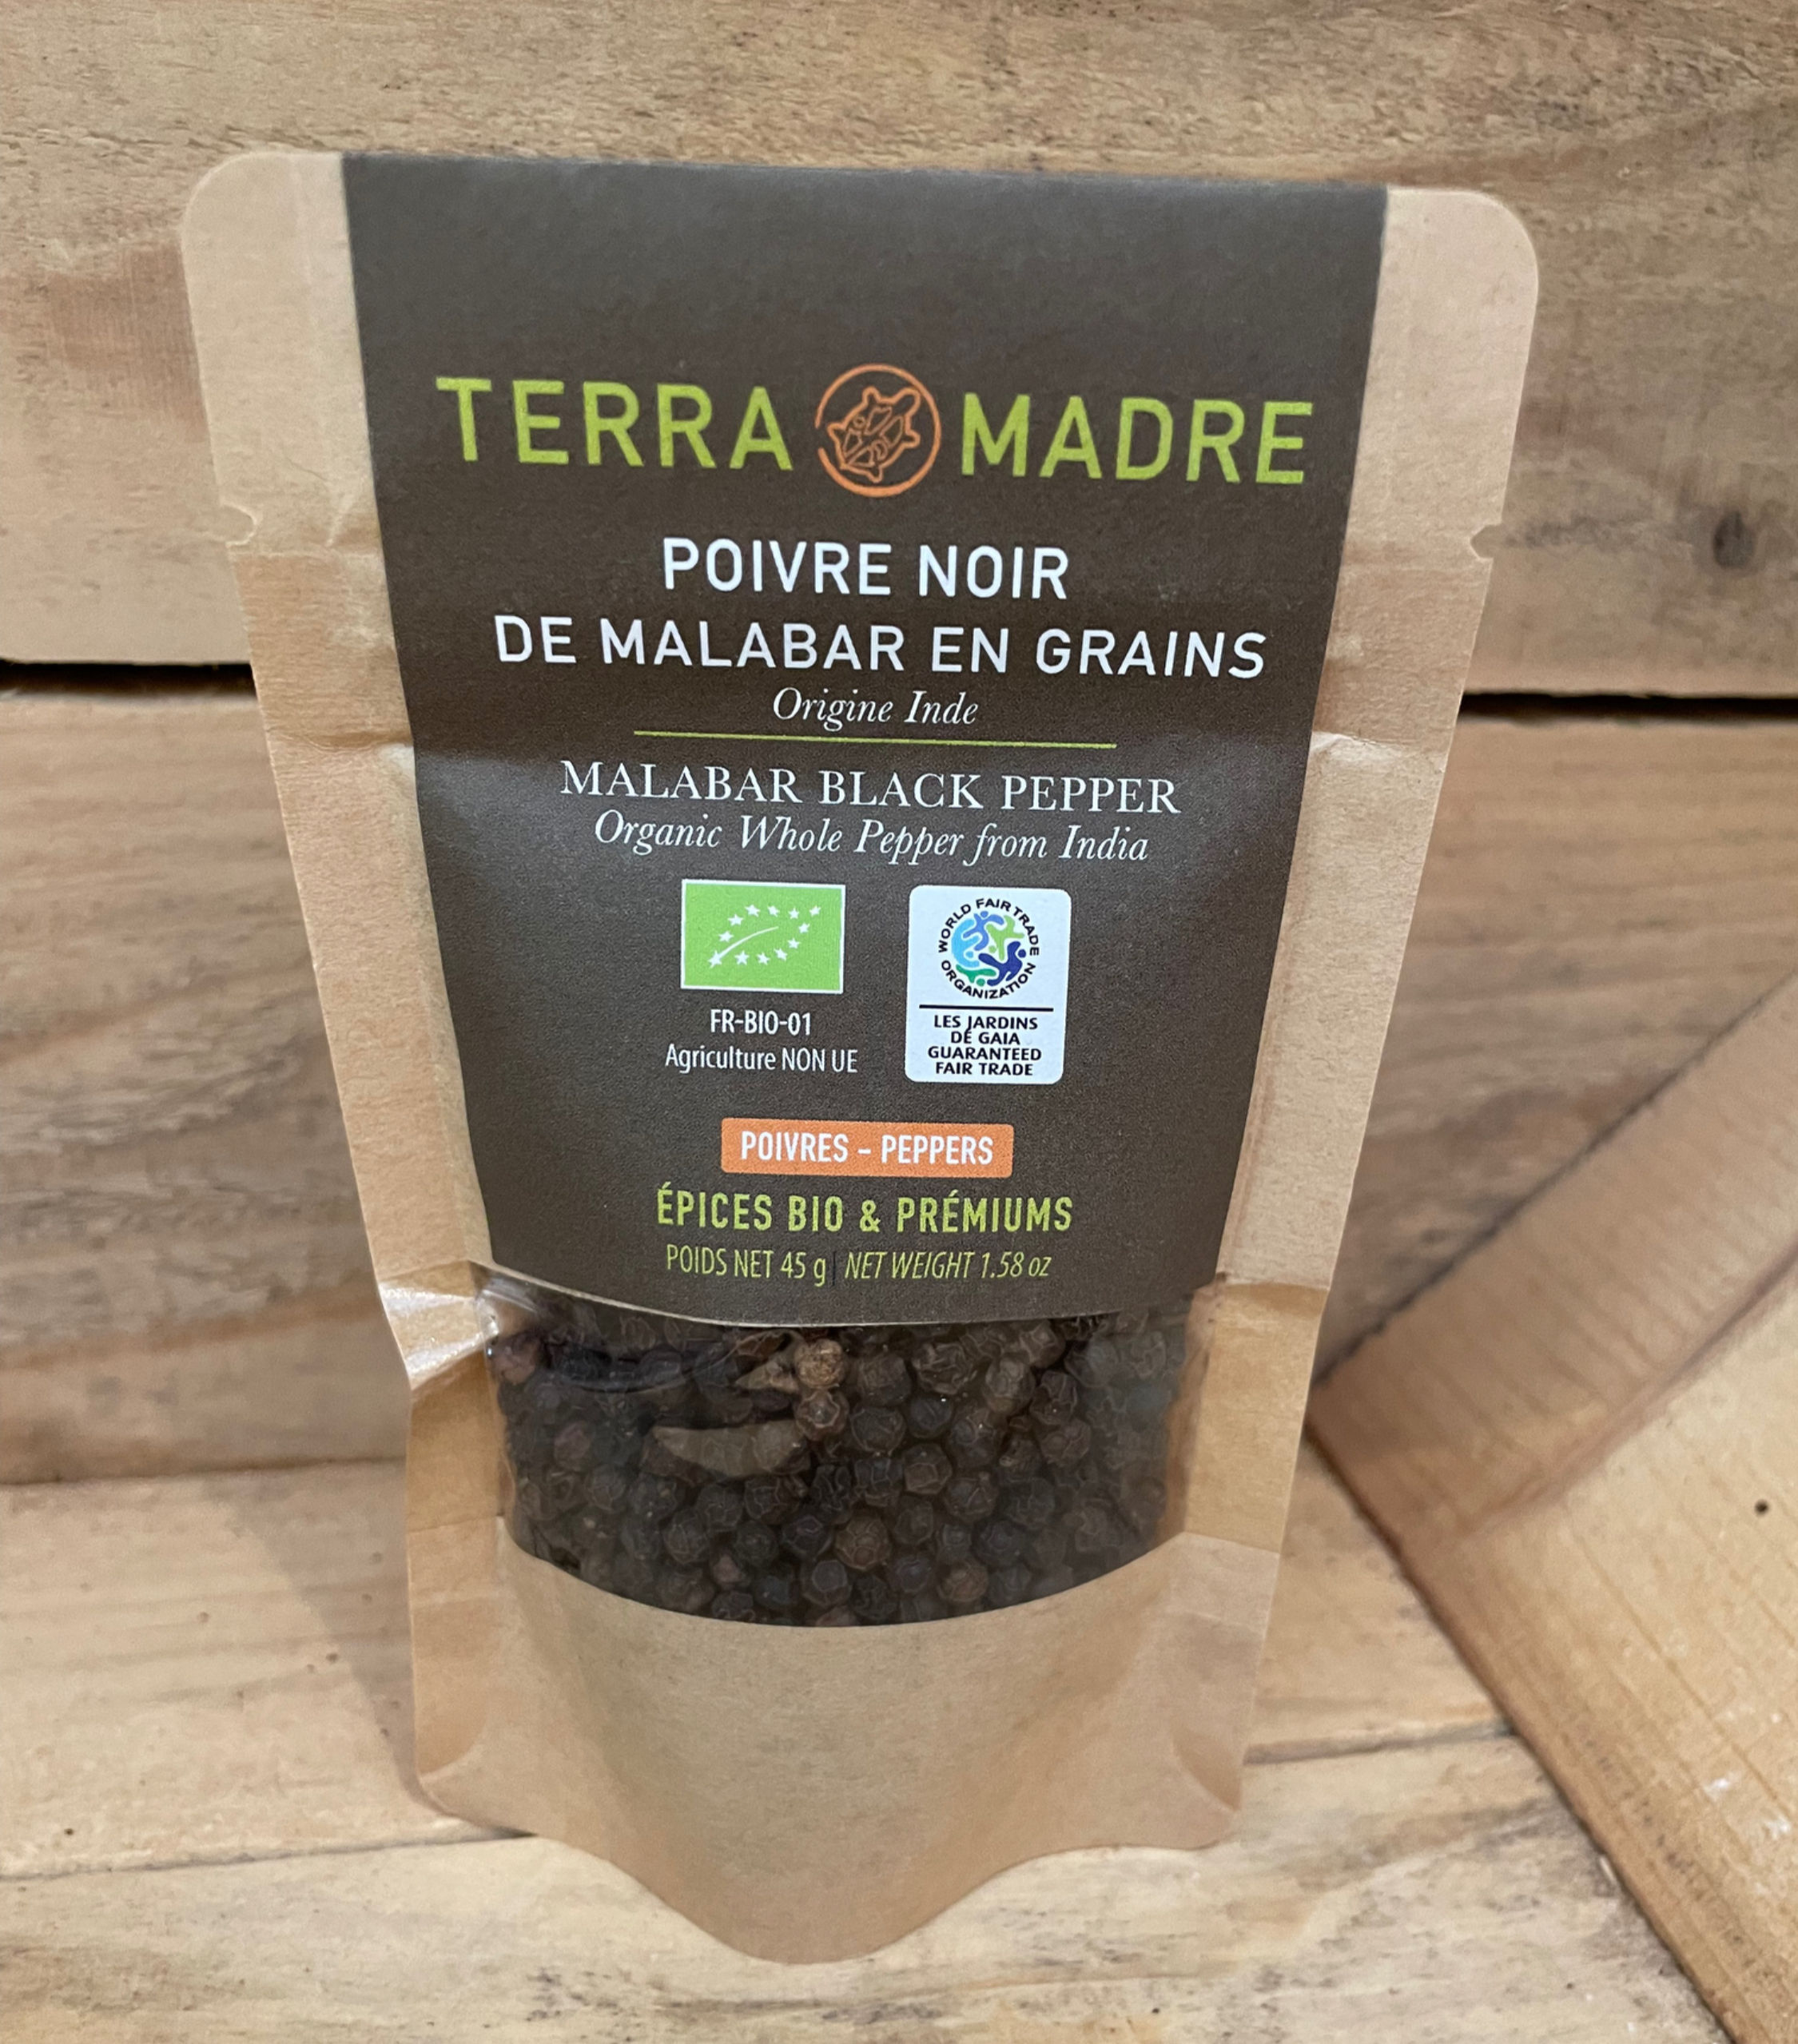 TERRA MADRE
POIVRE NOIR
DE MALABAR EN GRAINS
Origine Inde
MALABAR BLACK PEPPER
Organic Whole Pepper from India
FR-BIO-01
Agriculture NON UE
WORLD FAIR TRADE ORGANIZATION
LES JARDINS
DE GAIA
GUARANTEED
FAIR TRADE
POIVRES - PEPPERS
ÉPICES BIO & PRÉMIUMS
POIDS NET 45 g | NET WEIGHT 1.58 oz